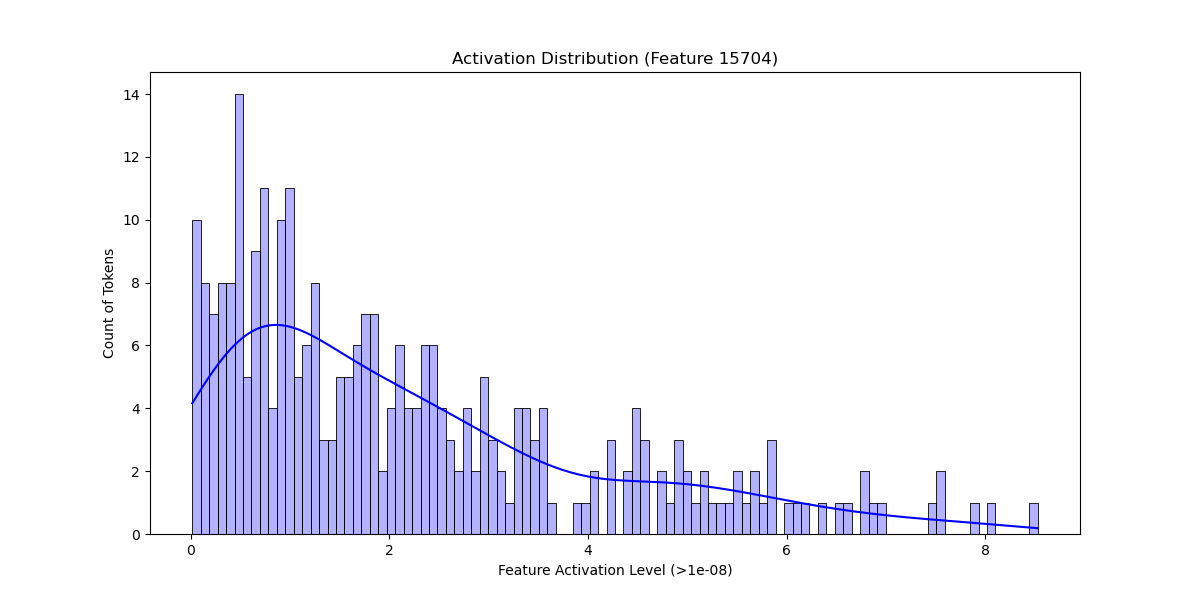 Activation Distribution (Feature 15704)
14
12
10
8
6
4
2
0
Count of Tokens
0 2 4 6 8
Feature Activation Level (>1e-08)